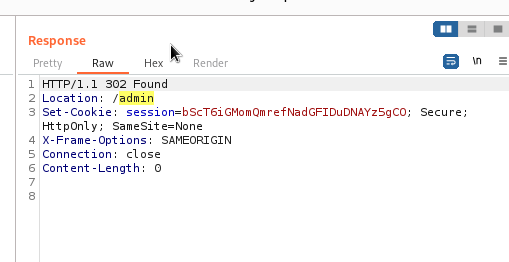 Response
Pretty Raw Hex Render
\n
1 HTTP/1.1 302 Found
2 Location: /admin
3 Set-Cookie: session=bScT6iGMomQmrefNadGFIDuDNAYz5gCO; Secure;
HttpOnly; SameSite=None
4 X-Frame-Options: SAMEORIGIN
5 Connection: close
6 Content-Length: 0
7
8